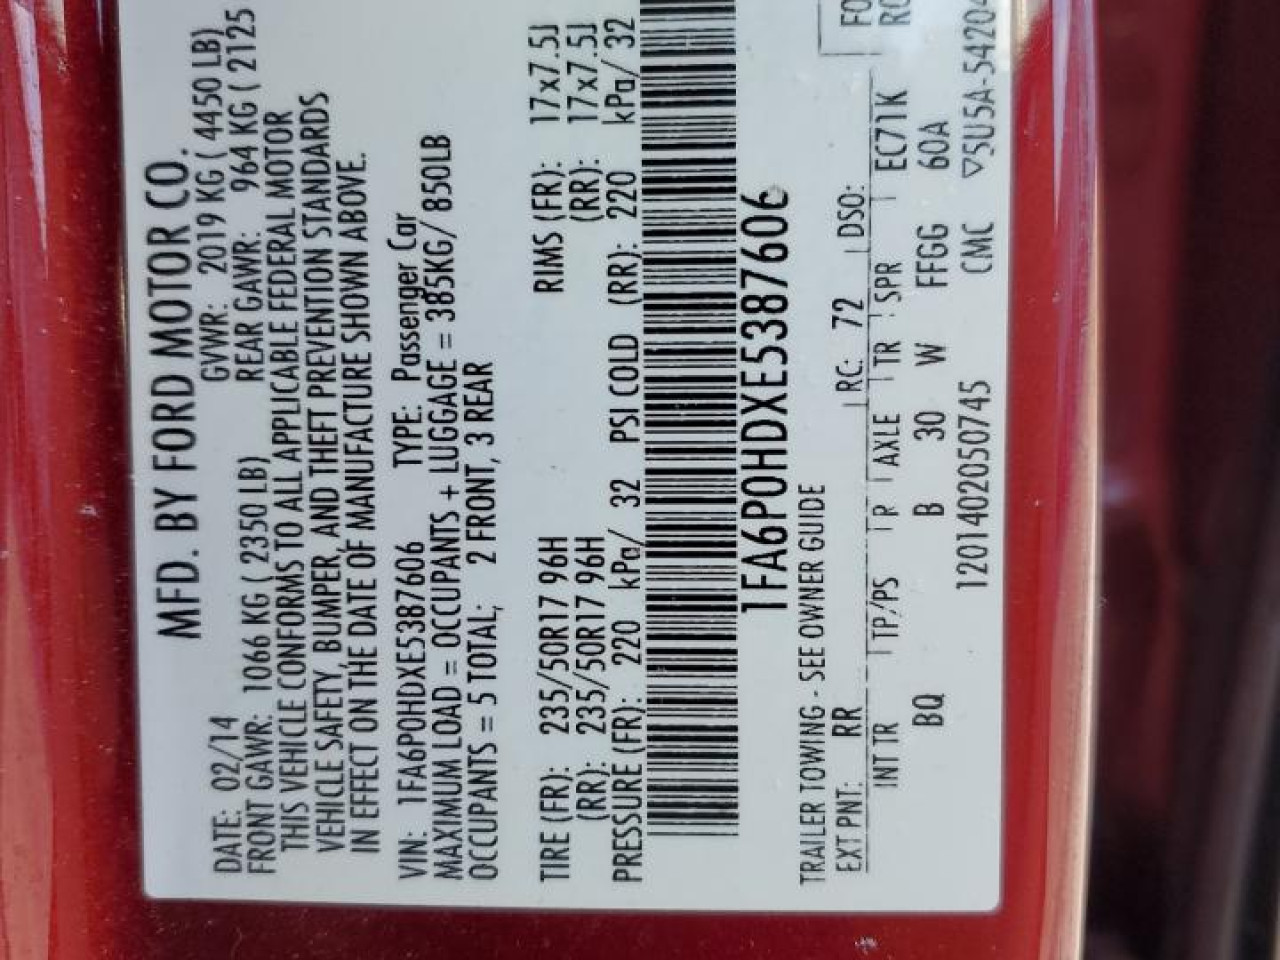 MFD. BY FORD MOTOR CO.
DATE: 02/14 GVWR: 2019 KG ( 4450 LB)
FRONT GAWR: 1066 KG ( 2350 LB) REAR GAWR: 964 KG ( 2125
THIS VEHICLE CONFORMS TO ALL APPLICABLE FEDERAL MOTOR
VEHICLE SAFETY, BUMPER, AND THEFT PREVENTION STANDARDS
IN EFFECT ON THE DATE OF MANUFACTURE SHOWN ABOVE.
VIN: 1FA6P0HDXE5387606 TYPE: Passenger Car
MAXIMUM LOAD = OCCUPANTS + LUGGAGE = 385KG/ 850LB
OCCUPANTS = 5 TOTAL; 2 FRONT, 3 REAR
TIRE (FR): 235/50R17 96H RIMS (FR): 17x7.5J
(RR): 235/50R17 96H (RR): 17x7.5J
PRESSURE (FR): 220 kPa/ 32 PSI COLD (RR): 220 kPa/ 32
1FA6P0HDXE5387606
TRAILER TOWING - SEE OWNER GUIDE
EXT PNT: RR RC: 72 DSO:
INT TR TP/PS TR AXLE TR SPR EC71K
BQ B 30 W FFGG 60A
1201402050745 CMC ▽5U5A-54204